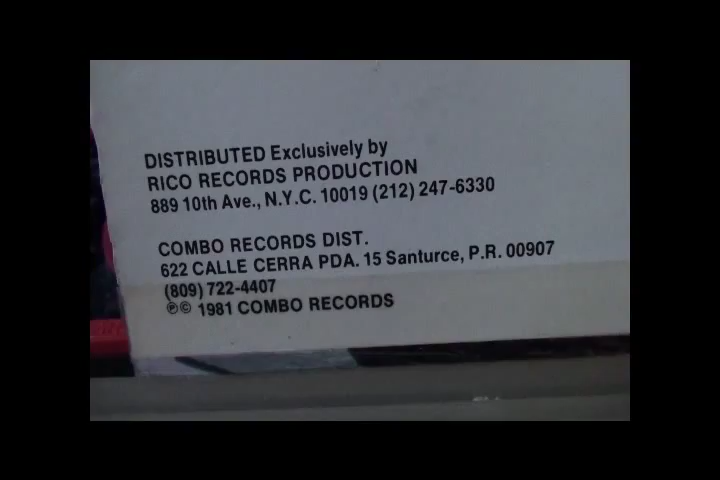 DISTRIBUTED Exclusively by
RICO RECORDS PRODUCTION
889 10th Ave., N.Y.C. 10019 (212) 247-6330
COMBO RECORDS DIST.
622 CALLE CERRA PDA. 15 Santurce, P.R. 00907
(809) 722-4407
℗© 1981 COMBO RECORDS